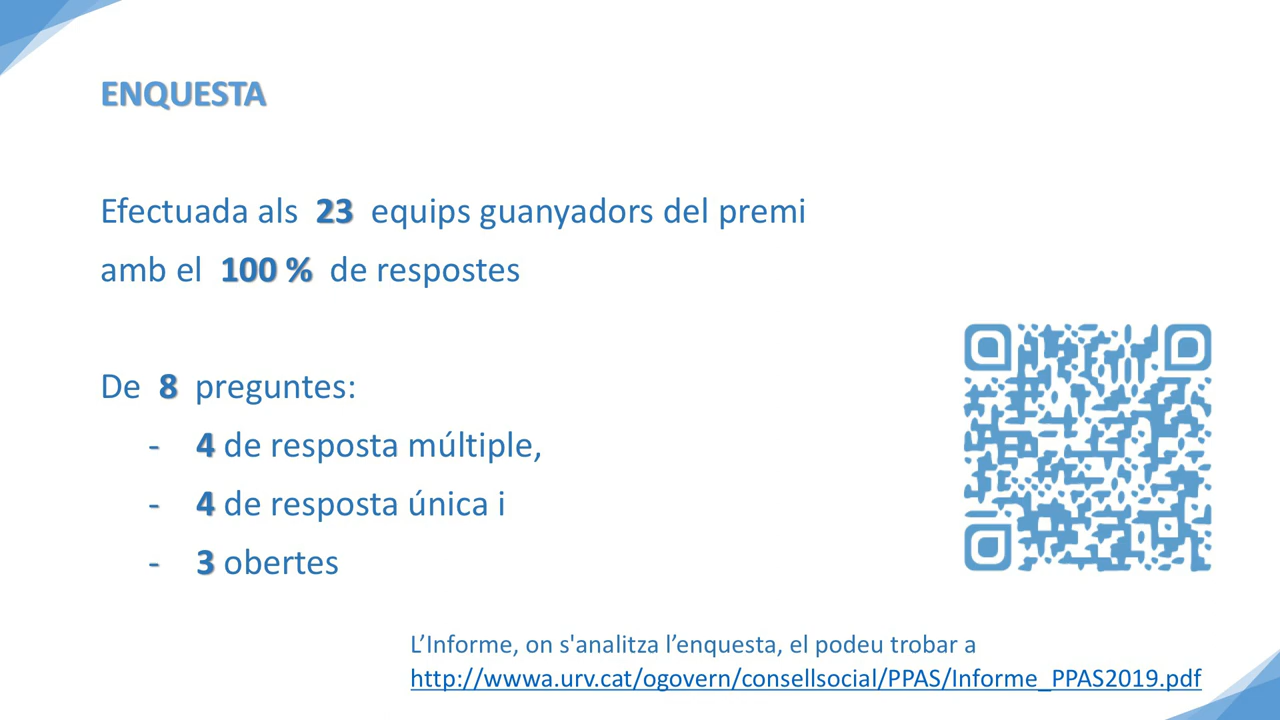 ENQUESTA
Efectuada als 23 equips guanyadors del premi
amb el 100 % de respostes
De 8 preguntes:
- 4 de resposta múltiple,
- 4 de resposta única i
- 3 obertes
L’Informe, on s'analitza l’enquesta, el podeu trobar a
http://wwwa.urv.cat/ogovern/consellsocial/PPAS/Informe_PPAS2019.pdf